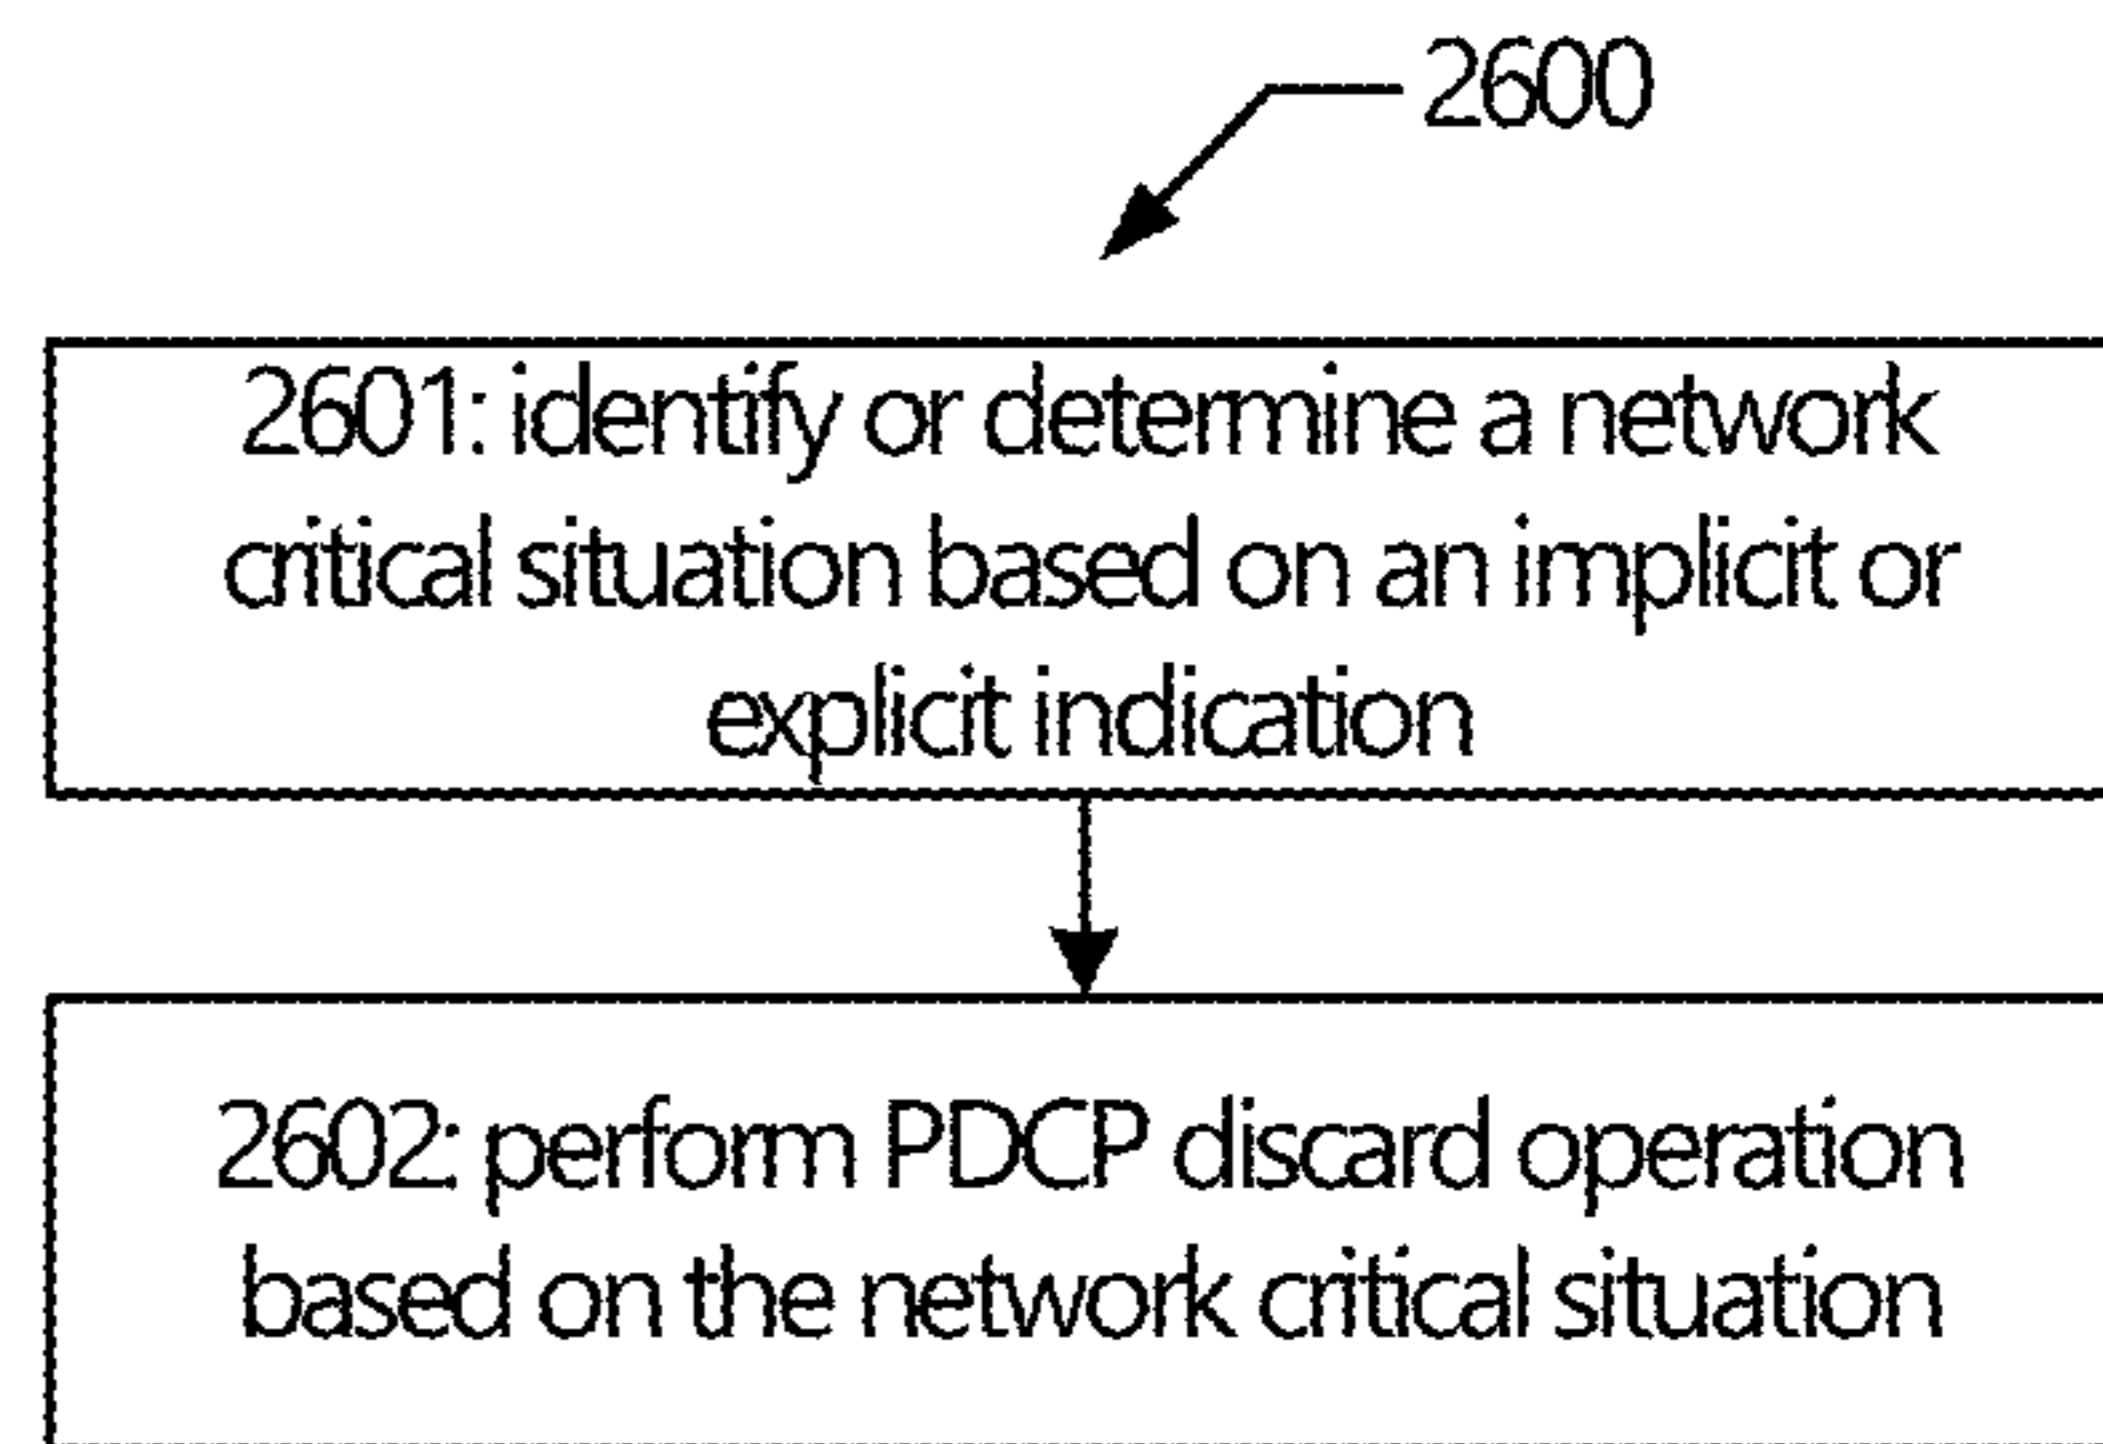 2600
2601: identify or determine a network
critical situation based on an implicit or
explicit indication
2602: perform PDCP discard operation
based on the network critical situation